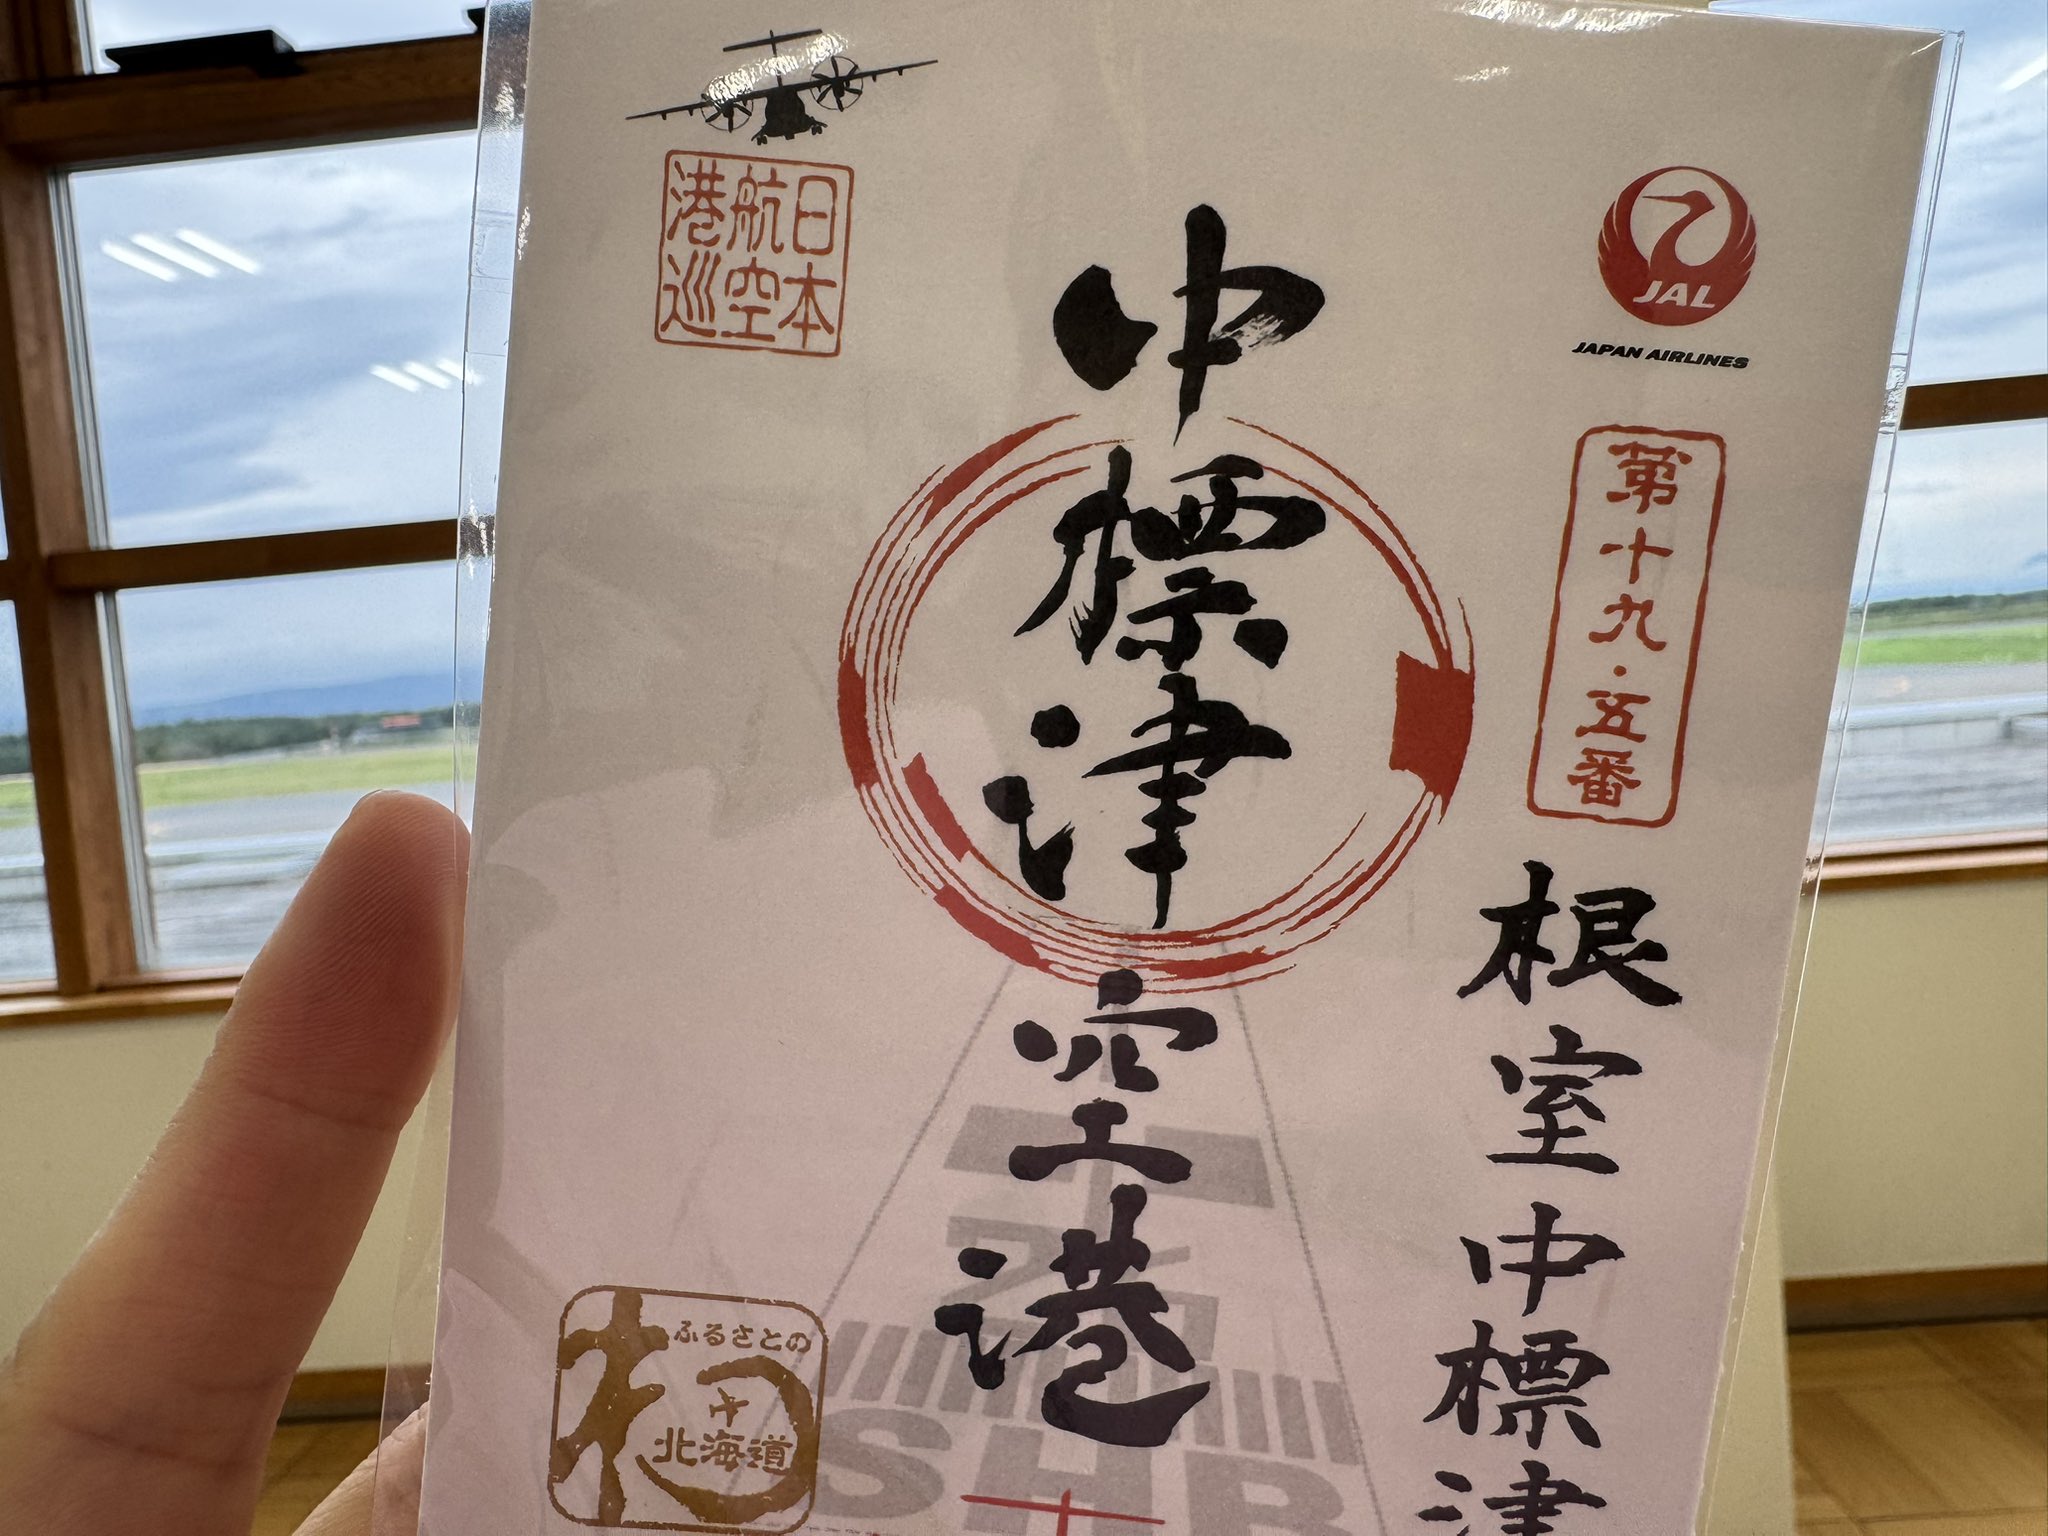 日本
航空
港巡
JAL
JAPAN AIRLINES
第十九・五番
中標津空港
根室中標津
ふるさとの
北海道
SHB